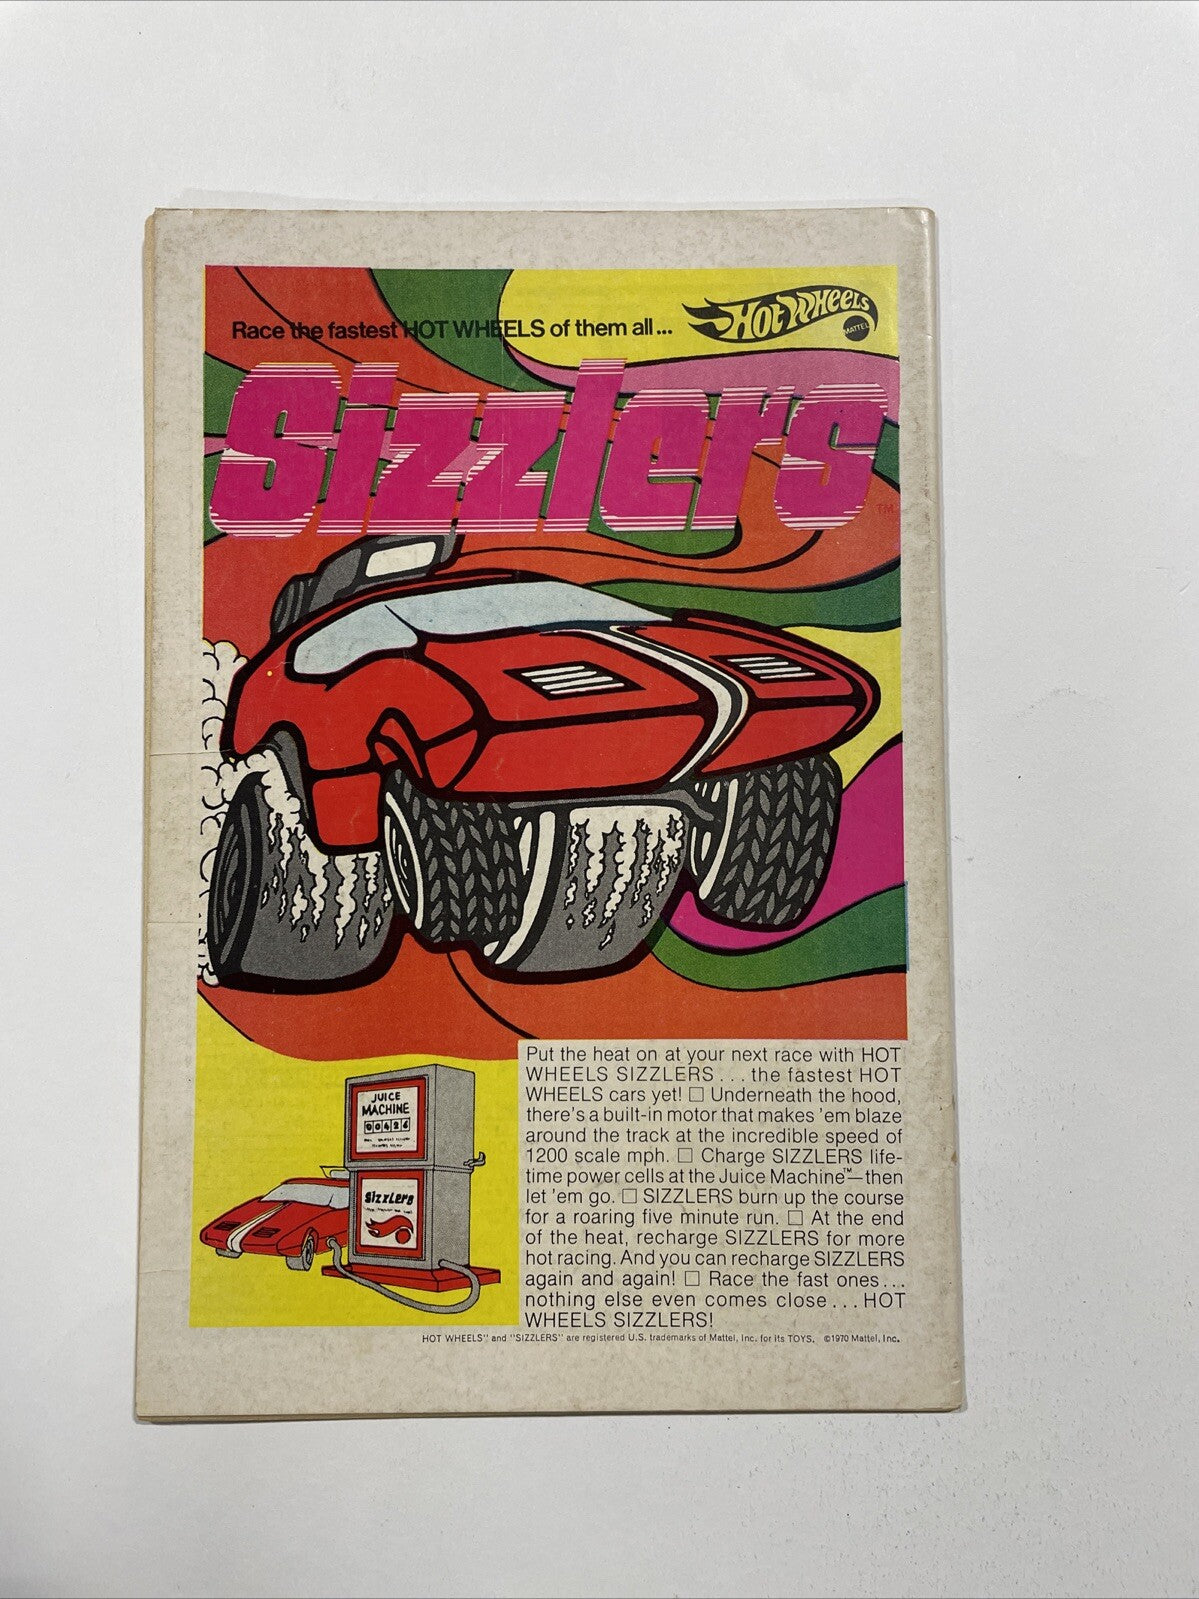 Race the fastest HOT WHEELS of them all...
Hot Wheels
MATTEL
Sizzlers
TM
Put the heat on at your next race with HOT
WHEELS SIZZLERS... the fastest HOT
WHEELS cars yet! □ Underneath the hood,
there's a built-in motor that makes 'em blaze
around the track at the incredible speed of
1200 scale mph. □ Charge SIZZLERS life-
time power cells at the Juice Machine™—then
let 'em go. □ SIZZLERS burn up the course
for a roaring five minute run. □ At the end
of the heat, recharge SIZZLERS for more
hot racing. And you can recharge SIZZLERS
again and again! □ Race the fast ones...
nothing else even comes close...HOT
WHEELS SIZZLERS!
JUICE
MACHINE
00426
Sizzlers
HOT WHEELS" and "SIZZLERS" are registered U.S. trademarks of Mattel, Inc. for its TOYS. ©1970 Mattel, Inc.